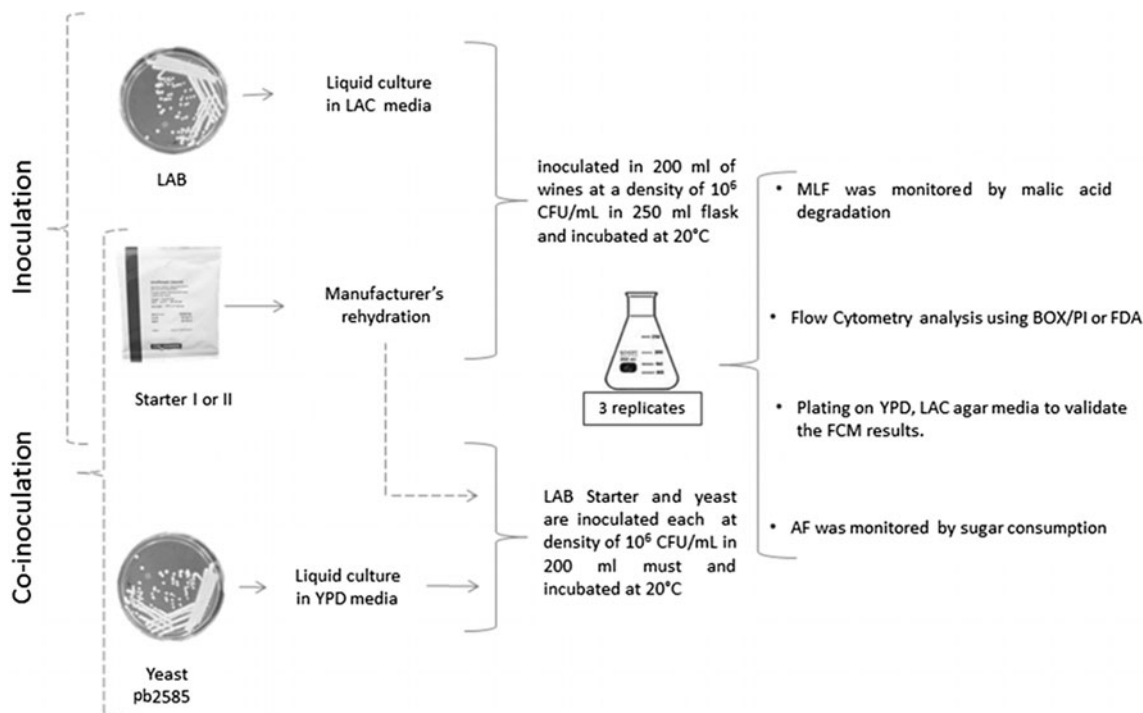 Inoculation
LAB
Liquid culture
in LAC media
Starter I or II
Manufacturer's
rehydration
inoculated in 200 ml of
wines at a density of 10⁶
CFU/mL in 250 ml flask
and incubated at 20°C
3 replicates
Co-inoculation
Yeast
pb2585
Liquid culture
in YPD media
LAB Starter and yeast
are inoculated each at
density of 10⁶ CFU/mL in
200 ml must and
incubated at 20°C
• MLF was monitored by malic acid
degradation
• Flow Cytometry analysis using BOX/PI or FDA
• Plating on YPD, LAC agar media to validate
the FCM results.
• AF was monitored by sugar consumption